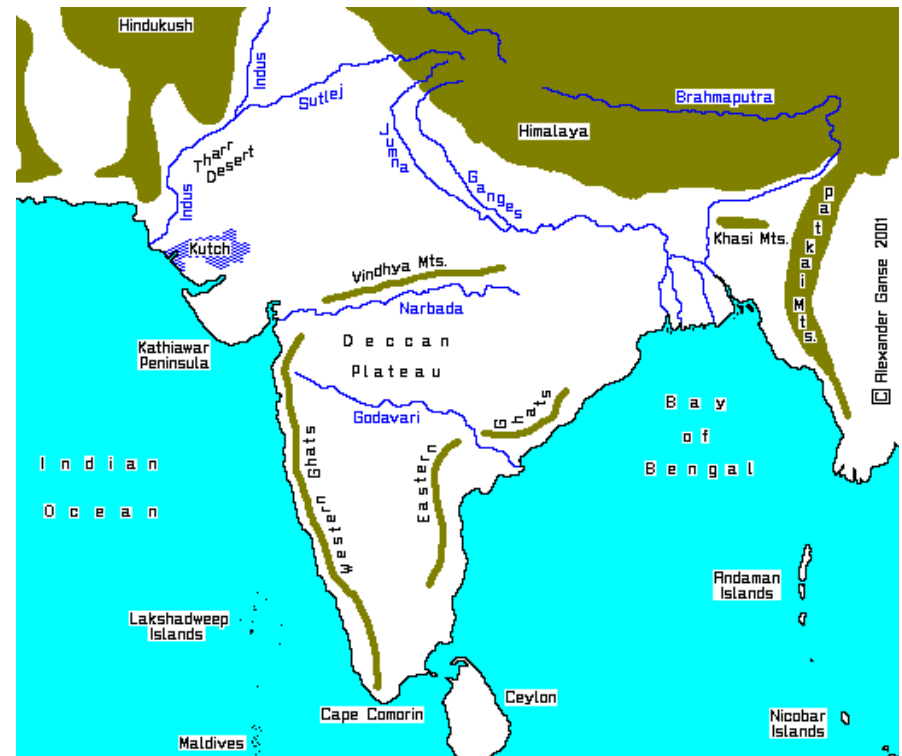 Hindukush
Indus
Sutlej
Brahmaputra
Himalaya
Jumna
Ganges
Tharr
Desert
Indus
Kutch
Khasi Mts.
Patkai Mts.
Vindhya Mts.
Narbada
Kathiawar
Peninsula
Deccan
Plateau
Godavari
Eastern Ghats
Western Ghats
Bay
of
Bengal
Indian
Ocean
Andaman
Islands
Lakshadweep
Islands
Ceylon
Cape Comorin
Nicobar
Islands
Maldives
© Alexander Ganse 2001